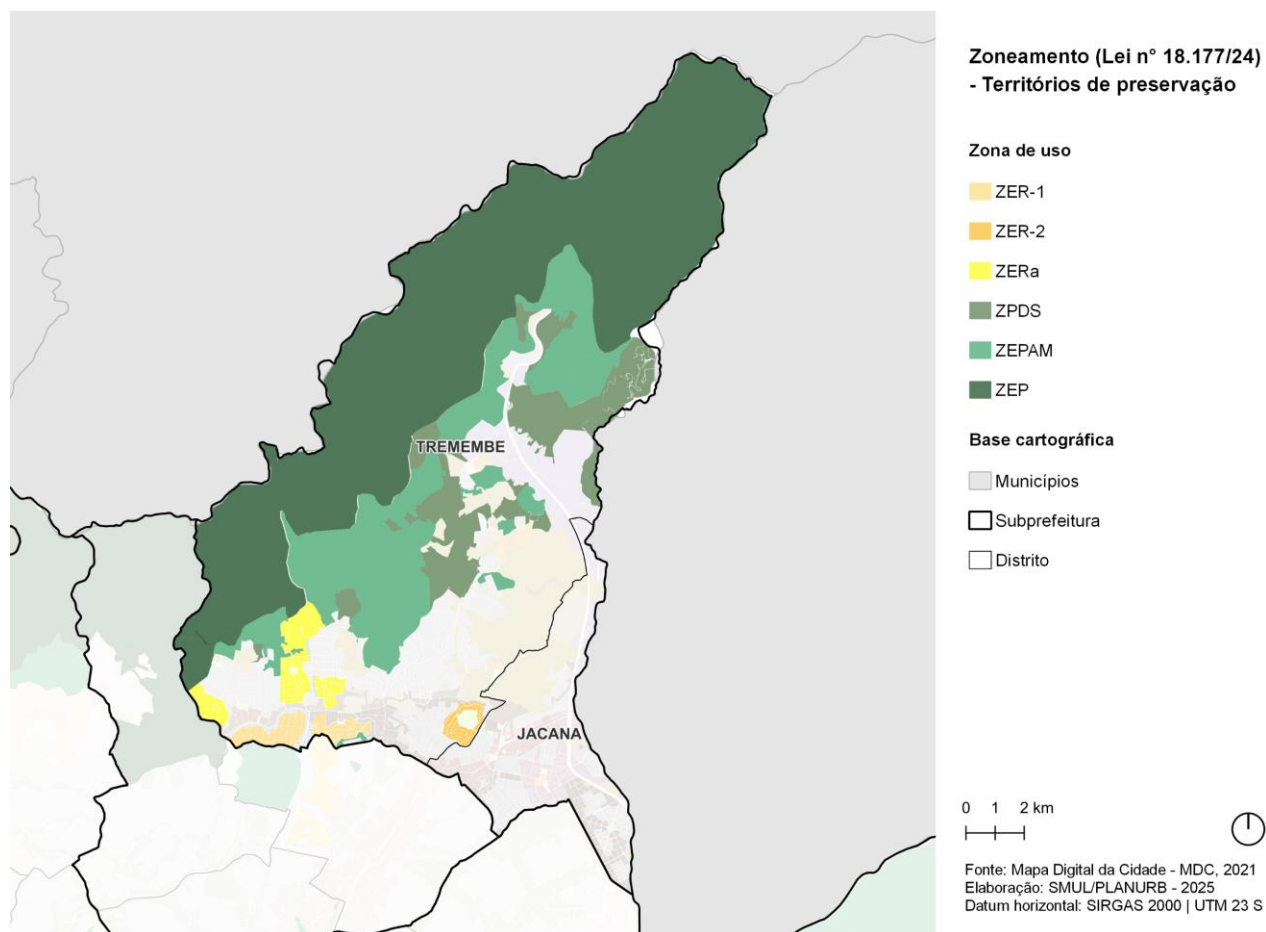 Zoneamento (Lei n° 18.177/24)
- Territórios de preservação
Zona de uso
ZER-1
ZER-2
ZERa
ZPDS
ZEPAM
ZEP
Base cartográfica
Municípios
Subprefeitura
Distrito
TREMEMBE
JACANA
0 1 2 km
Fonte: Mapa Digital da Cidade - MDC, 2021
Elaboração: SMUL/PLANURB - 2025
Datum horizontal: SIRGAS 2000 | UTM 23 S